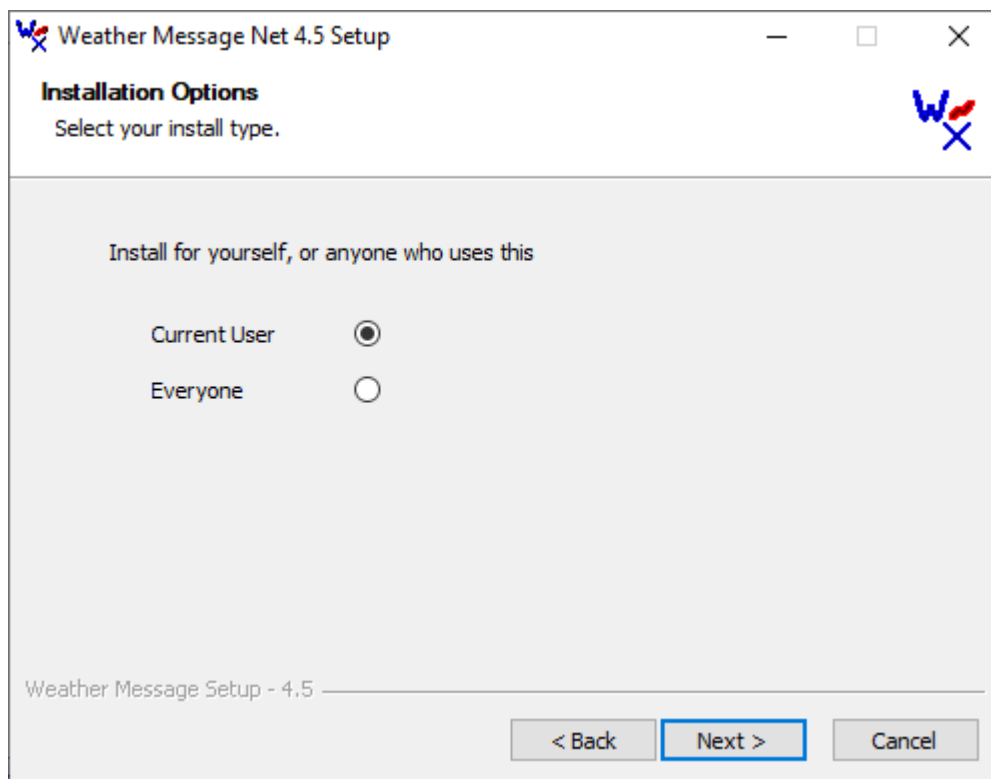 Weather Message Net 4.5 Setup
Installation Options
Select your install type.
Install for yourself, or anyone who uses this
Current User
Everyone
Weather Message Setup - 4.5
< Back
Next >
Cancel